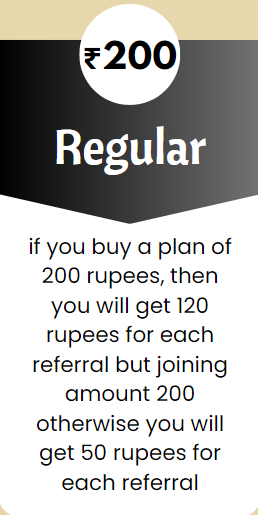 ₹200
Regular
if you buy a plan of
200 rupees, then
you will get 120
rupees for each
referral but joining
amount 200
otherwise you will
get 50 rupees for
each referral